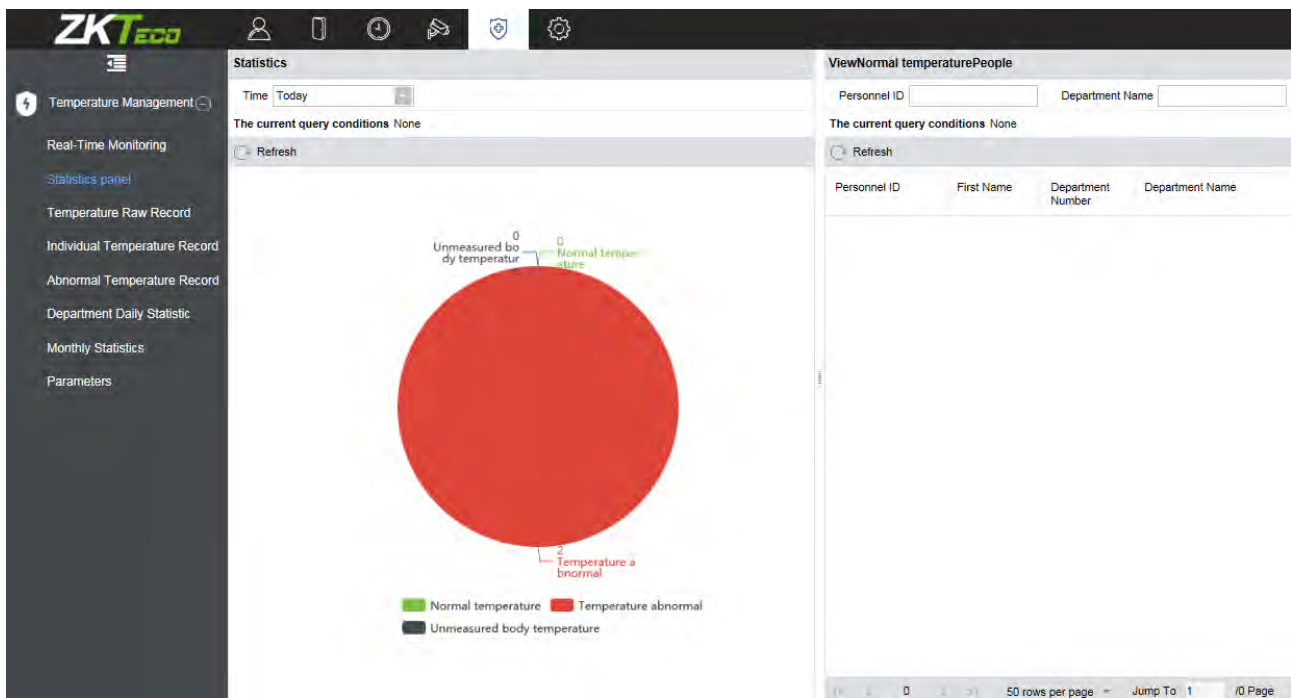 ZKTeco
Temperature Management
Real-Time Monitoring
Statistics panel
Temperature Raw Record
Individual Temperature Record
Abnormal Temperature Record
Department Daily Statistic
Monthly Statistics
Parameters
Statistics
Time Today
The current query conditions None
Refresh
0
Unmeasured bo
dy temperatur
0
Normal temper
ature
2
Temperature a
bnormal
Normal temperature Temperature abnormal
Unmeasured body temperature
ViewNormal temperaturePeople
Personnel ID Department Name
The current query conditions None
Refresh
Personnel ID First Name Department Number Department Name
0 50 rows per page Jump To 1 /0 Page